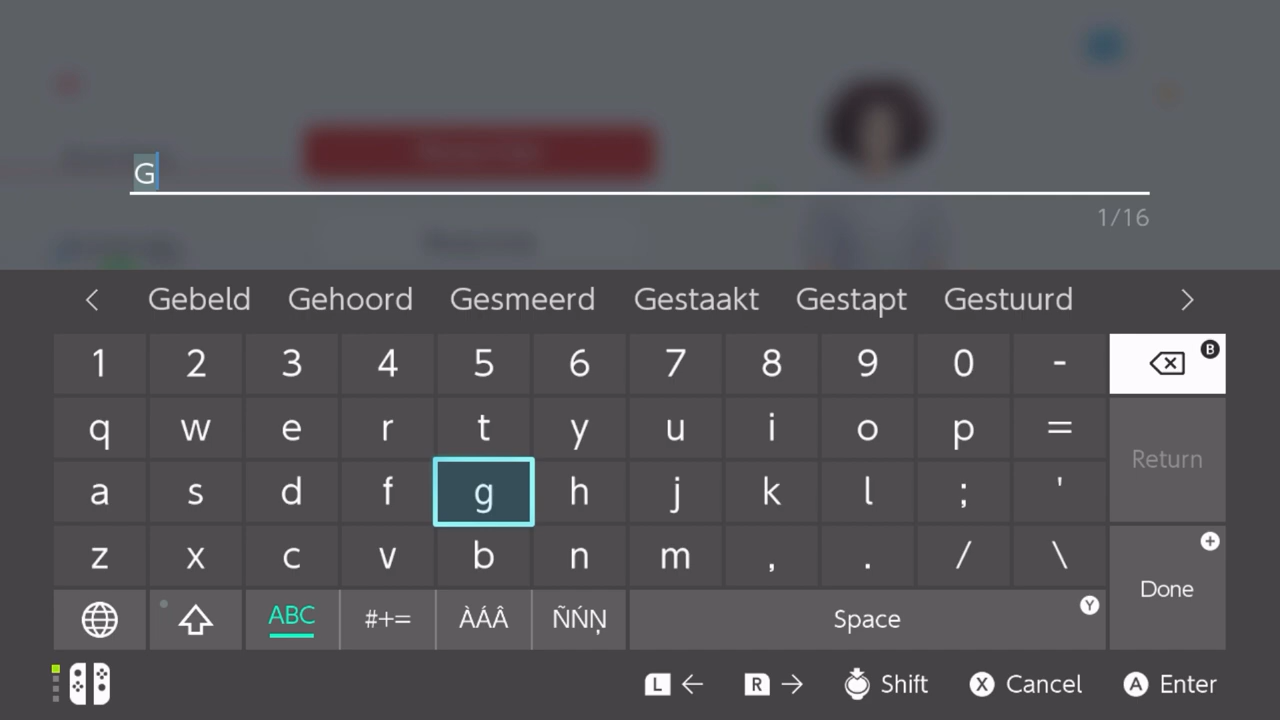 G
1/16
< Gebeld Gehoord Gesmeerd Gestaakt Gestapt Gestuurd >
1 2 3 4 5 6 7 8 9 0 - B
q w e r t y u i o p =
Return
a s d f g h j k l ; '
z x c v b n m , . / \ +
Done
ABC #+= ÀÁÂ ÑŃŅ Space Y
L ← R → Shift X Cancel A Enter